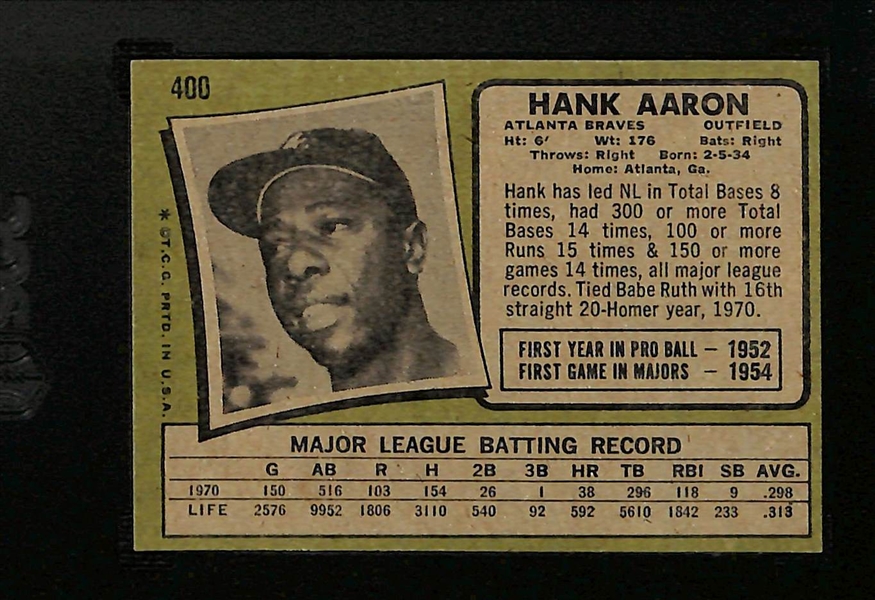 400
HANK AARON
ATLANTA BRAVES OUTFIELD
Ht: 6' Wt: 176 Bats: Right
Throws: Right Born: 2-5-34
Home: Atlanta, Ga.
Hank has led NL in Total Bases 8
times, had 300 or more Total
Bases 14 times, 100 or more
Runs 15 times & 150 or more
games 14 times, all major league
records. Tied Babe Ruth with 16th
straight 20-Homer year, 1970.
FIRST YEAR IN PRO BALL — 1952
FIRST GAME IN MAJORS — 1954
* ©T.C.G. PRTD. IN U.S.A.
MAJOR LEAGUE BATTING RECORD
G AB R H 2B 3B HR TB RBI SB AVG.
1970 150 516 103 154 26 1 38 296 118 9 .298
LIFE 2576 9952 1806 3110 540 92 592 5610 1842 233 .313